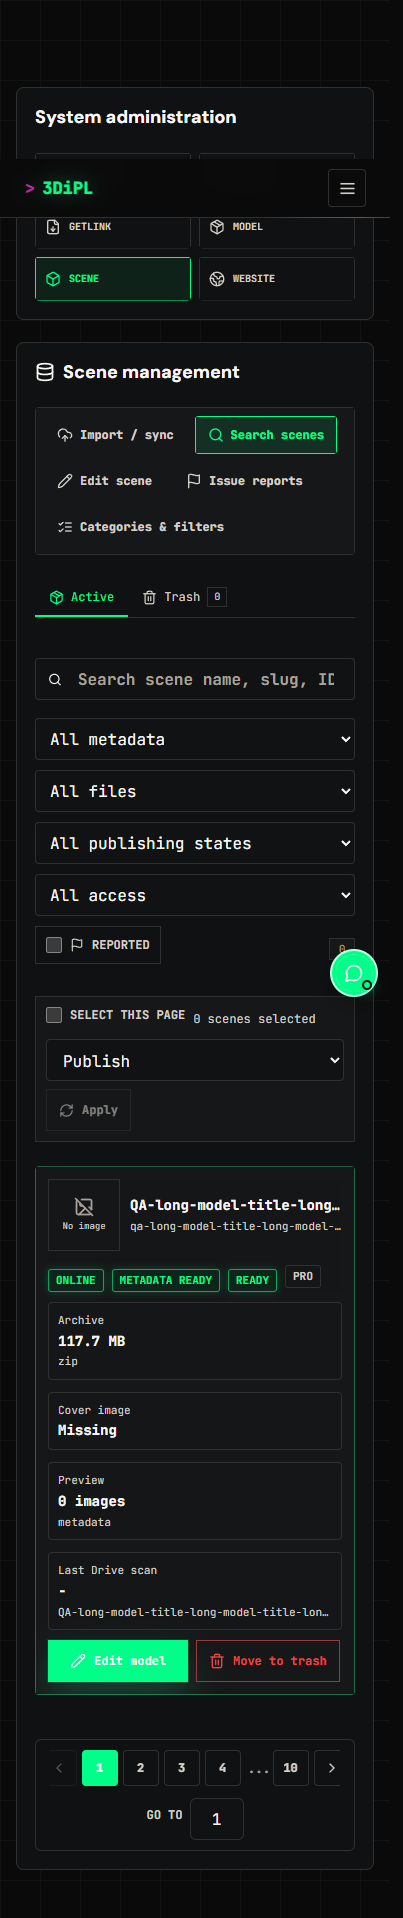 System administration
> 3DiPL
GETLINK
MODEL
SCENE
WEBSITE
Scene management
Import / sync
Search scenes
Edit scene
Issue reports
Categories & filters
Active
Trash 0
Search scene name, slug, ID
All metadata
All files
All publishing states
All access
REPORTED
0
SELECT THIS PAGE 0 scenes selected
Publish
Apply
No image
QA-long-model-title-long…
qa-long-model-title-long-model-…
ONLINE
METADATA READY
READY
PRO
Archive
117.7 MB
zip
Cover image
Missing
Preview
0 images
metadata
Last Drive scan
-
QA-long-model-title-long-model-title-lon…
Edit model
Move to trash
1 2 3 4 ... 10
GO TO 1